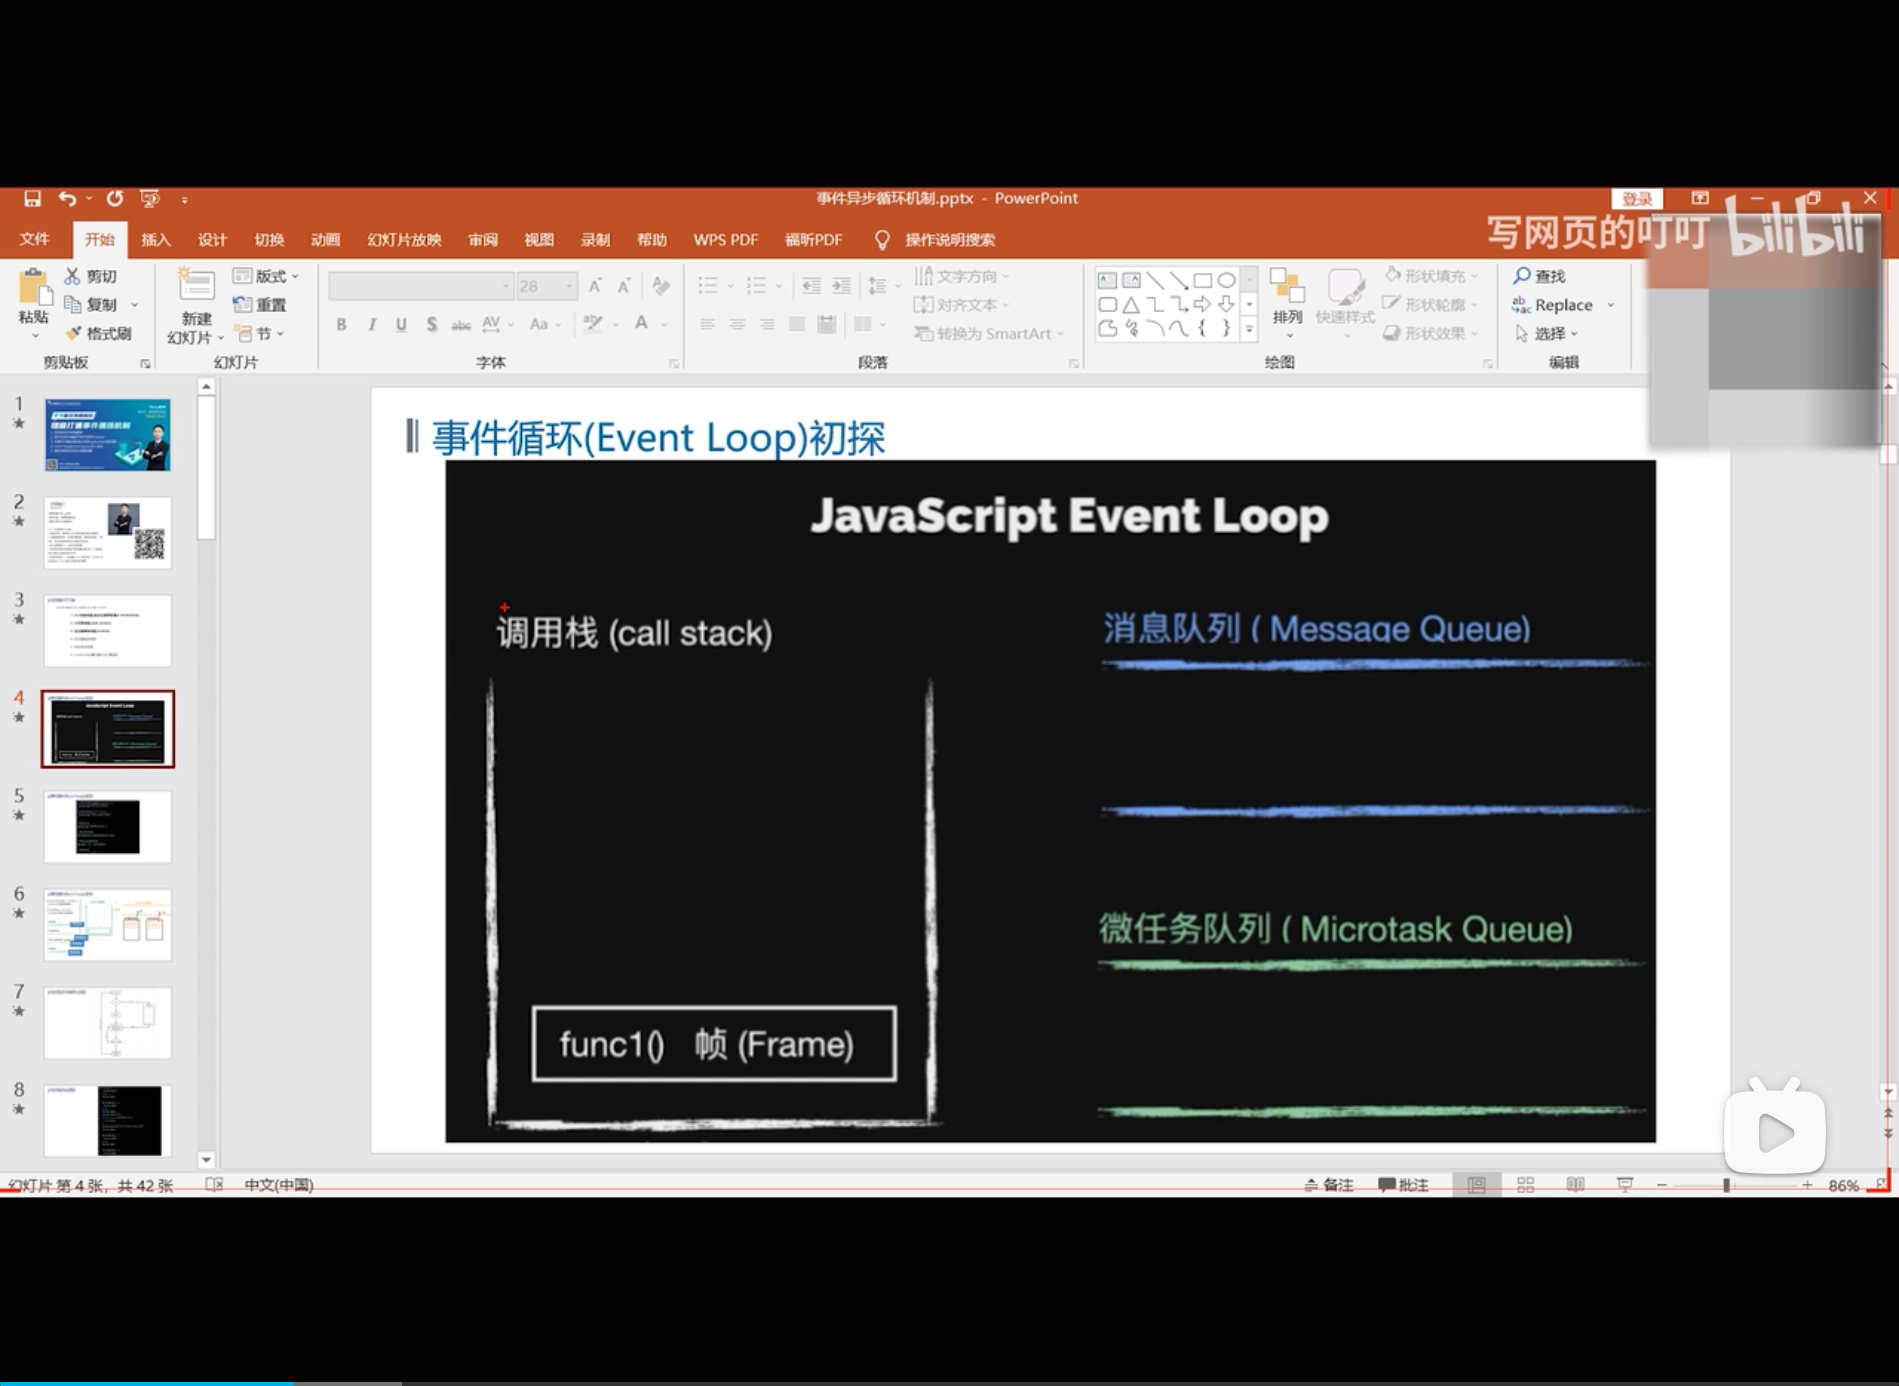 事件异步循环机制.pptx - PowerPoint
登录
写网页的叮叮 bilibili
文件 开始 插入 设计 切换 动画 幻灯片放映 审阅 视图 录制 帮助 WPS PDF 福昕PDF 操作说明搜索
粘贴
剪切
复制
格式刷
剪贴板
新建
幻灯片
版式
重置
节
幻灯片
28
B I U S abc AV Aa A
字体
文字方向
对齐文本
转换为 SmartArt
段落
排列
快速样式
形状填充
形状轮廓
形状效果
绘图
查找
Replace
选择
编辑
1
2
3
4
5
6
7
8
事件循环(Event Loop)初探
JavaScript Event Loop
调用栈 (call stack)
消息队列 ( Message Queue)
微任务队列 ( Microtask Queue)
func1() 帧 (Frame)
幻灯片 第 4 张，共 42 张 中文(中国) 备注 批注 86%